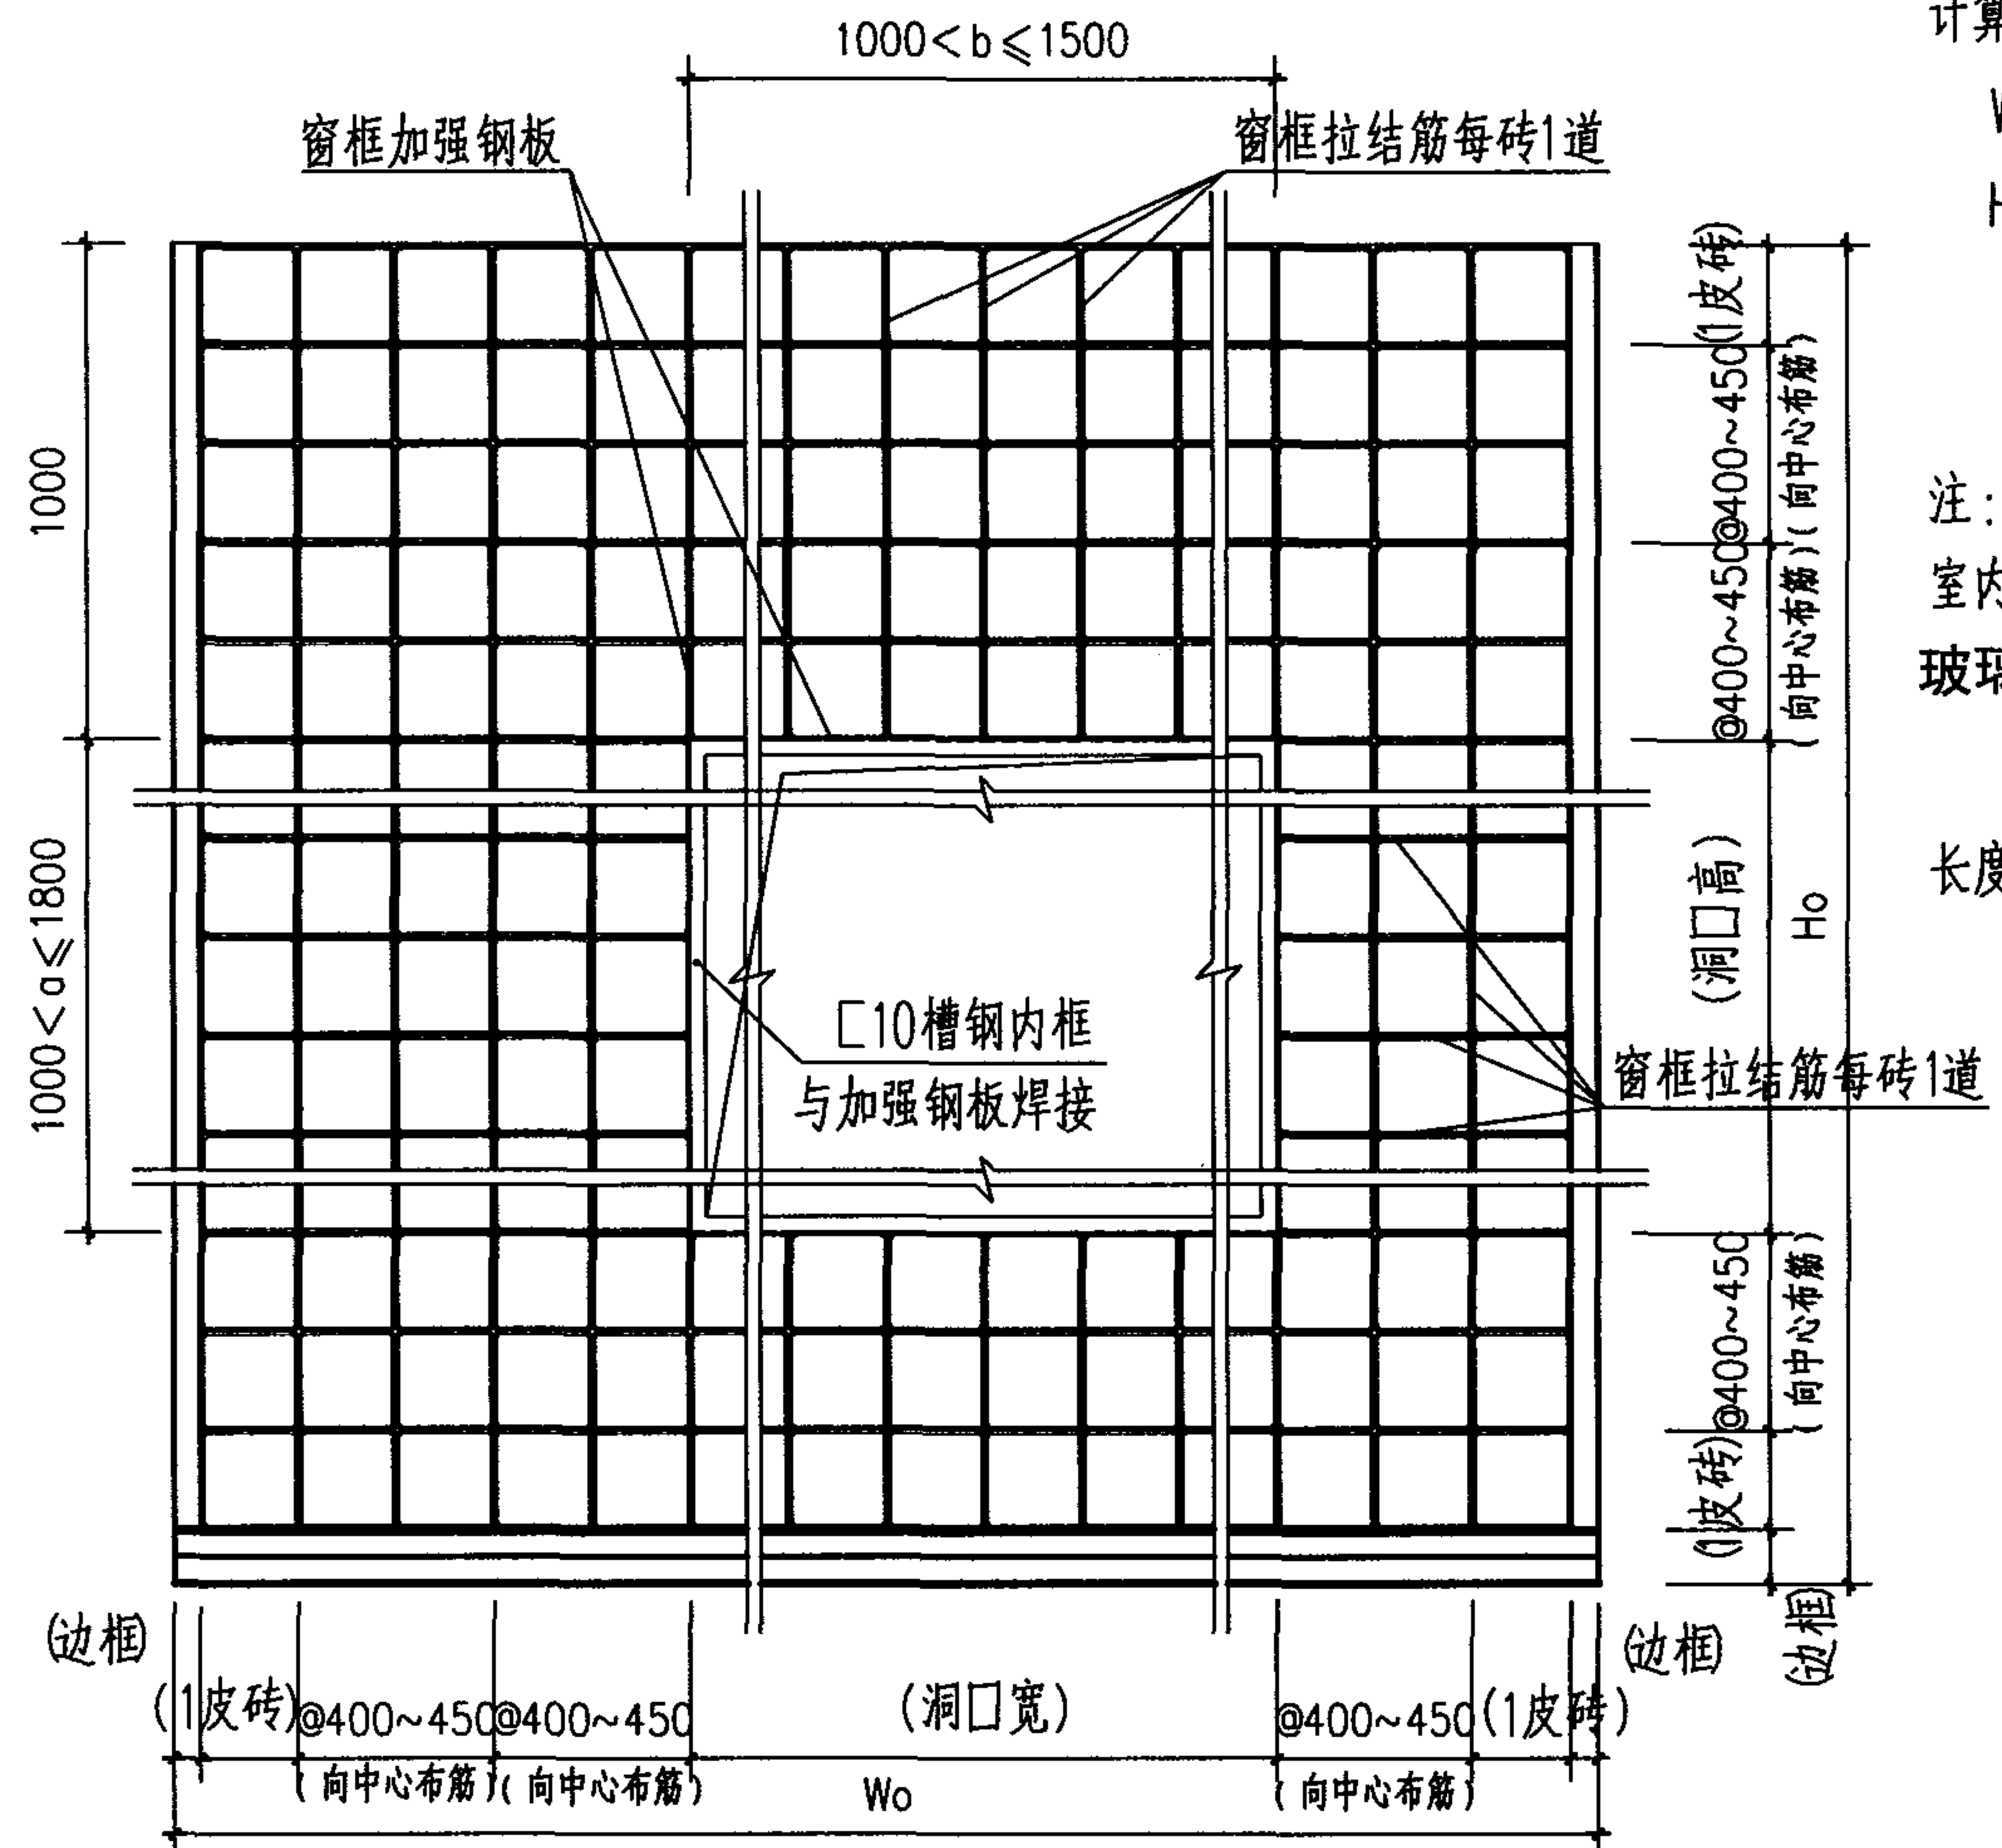 1000<b⩽1500
计算
窗框加强钢板
窗框拉结筋每砖1道
(1皮砖)
@400~450
(向中心布筋)
@400~450
(向中心布筋)
1000
注:
室内
1000<a⩽1800
(洞口高)
Ho
长度
匚10槽钢内框
与加强钢板焊接
窗框拉结筋每砖1道
@400~450
(向中心布筋)
(1皮砖)
(边框)
(边框)
(边框)
(1皮砖)
@400~450
@400~450
(洞口宽)
@400~450
(1皮砖)
(向中心布筋)
(向中心布筋)
Wo
(向中心布筋)